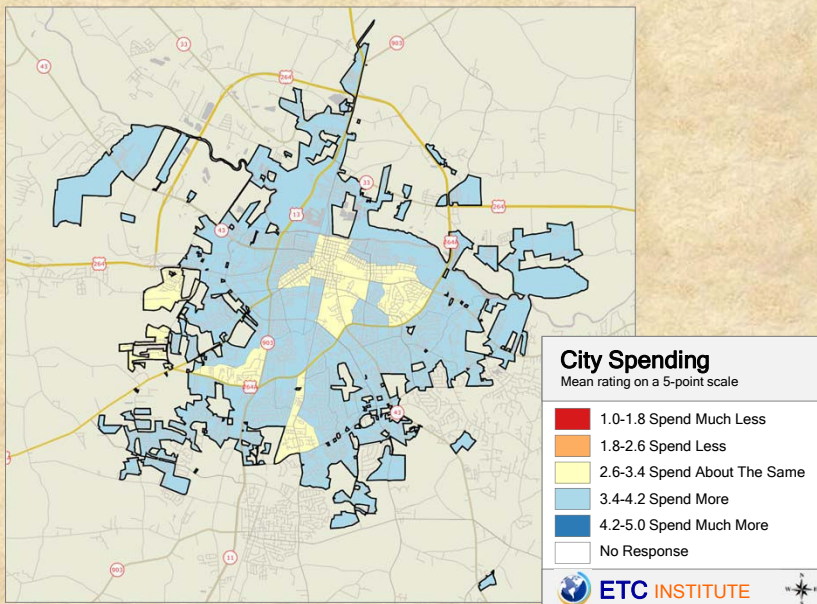 33
903
43
264
33
264
13
43
264A
264
903
264A
43
903
11
City Spending
Mean rating on a 5-point scale
1.0-1.8 Spend Much Less
1.8-2.6 Spend Less
2.6-3.4 Spend About The Same
3.4-4.2 Spend More
4.2-5.0 Spend Much More
No Response
ETC INSTITUTE